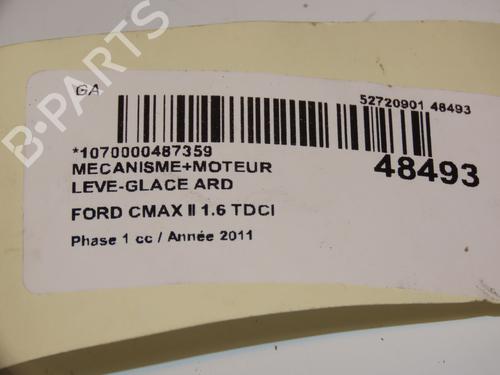 GA
52720901 48493
*1070000487359
48493
MECANISME+MOTEUR
LEVE-GLACE ARD
FORD CMAX II 1.6 TDCI
Phase 1 cc / Année 2011
B-PARTS